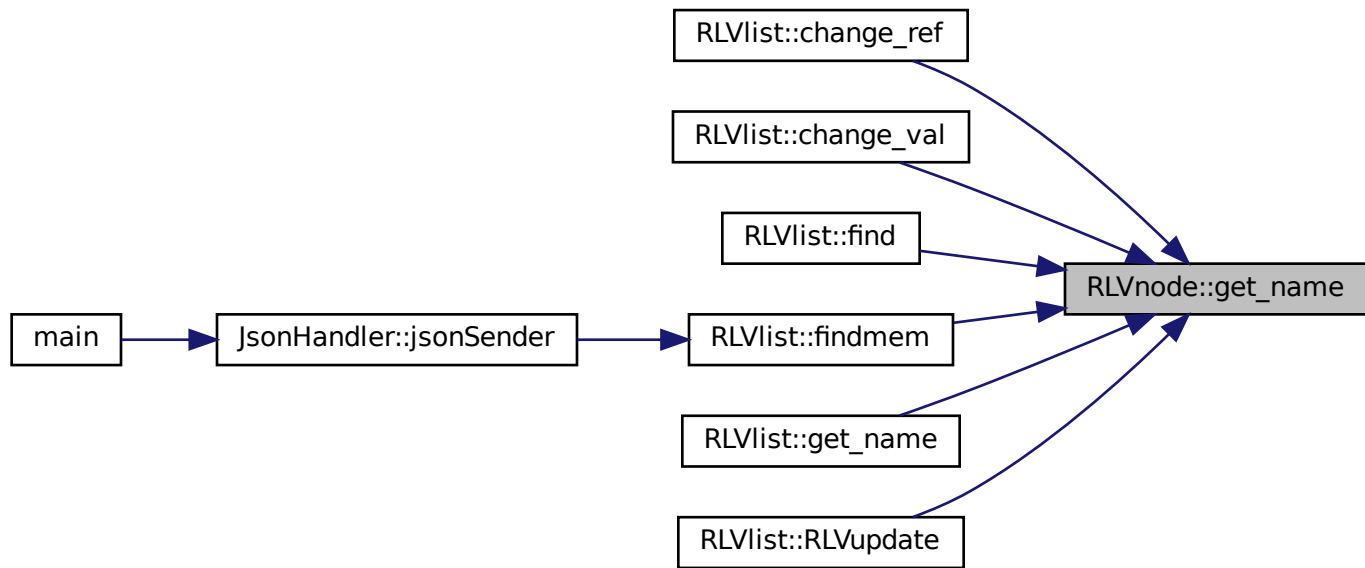 RLVlist::change_ref
RLVlist::change_val
RLVlist::find
RLVnode::get_name
main
JsonHandler::jsonSender
RLVlist::findmem
RLVlist::get_name
RLVlist::RLVupdate